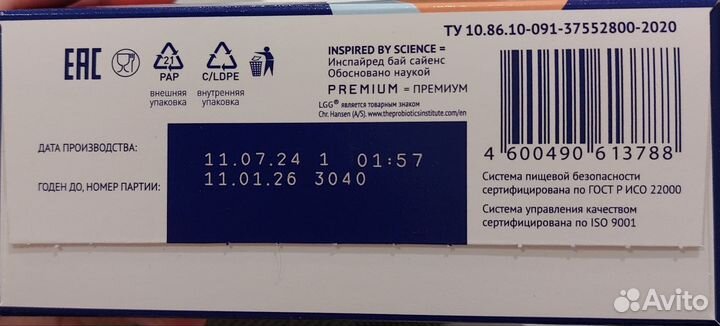 ТУ 10.86.10-091-37552800-2020
EAC
21
PAP
внешняя
упаковка
C/LDPE
внутренняя
упаковка
INSPIRED BY SCIENCE =
Инспайред бай сайенс
Обосновано наукой
PREMIUM = ПРЕМИУМ
LGG® является товарным знаком
Chr. Hansen (A/S). www.theprobioticsinstitute.com/en
ДАТА ПРОИЗВОДСТВА:
11.07.24 1 01:57
ГОДЕН ДО, НОМЕР ПАРТИИ:
11.01.26 3040
4 600490 613788
Система пищевой безопасности
сертифицирована по ГОСТ Р ИСО 22000
Система управления качеством
сертифицирована по ISO 9001
Avito